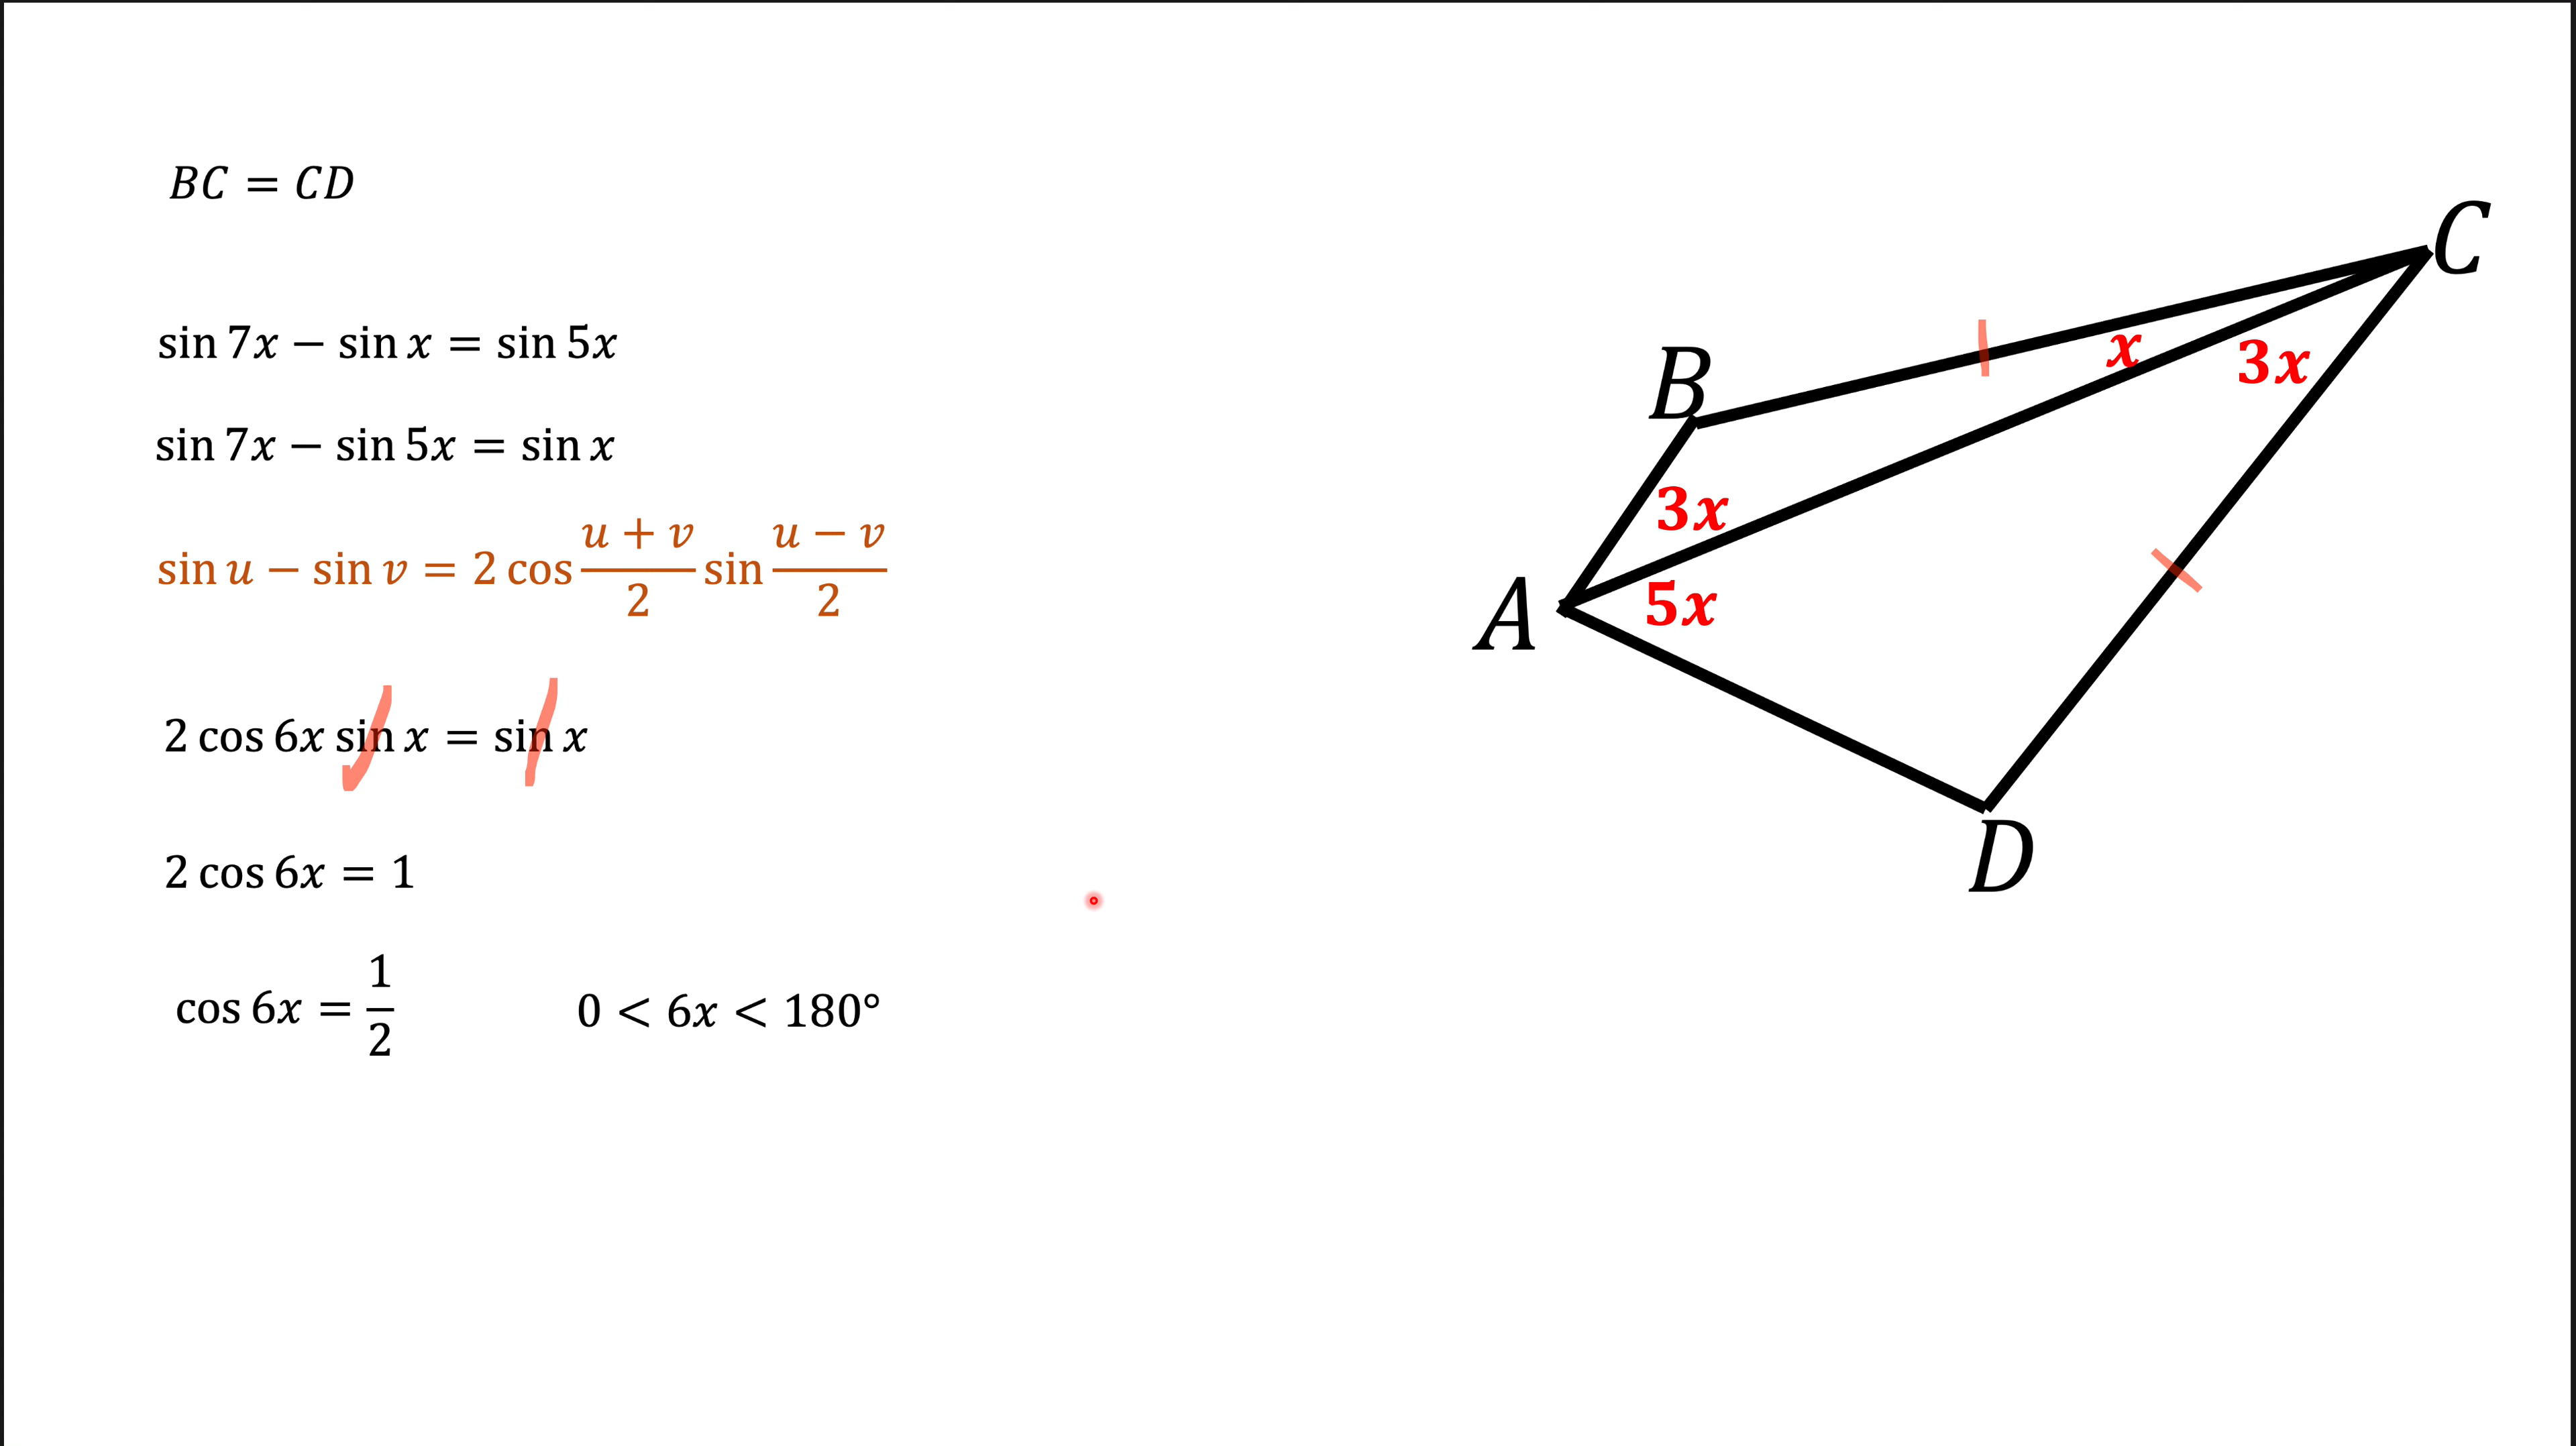 BC = CD
sin 7x − sin x = sin 5x
sin 7x − sin 5x = sin x
sin u − sin v = 2 cos (u + v)/2 sin (u − v)/2
2 cos 6x sin x = sin x
2 cos 6x = 1
cos 6x = 1/2
0 < 6x < 180°
C
B
x
3x
3x
A
5x
D